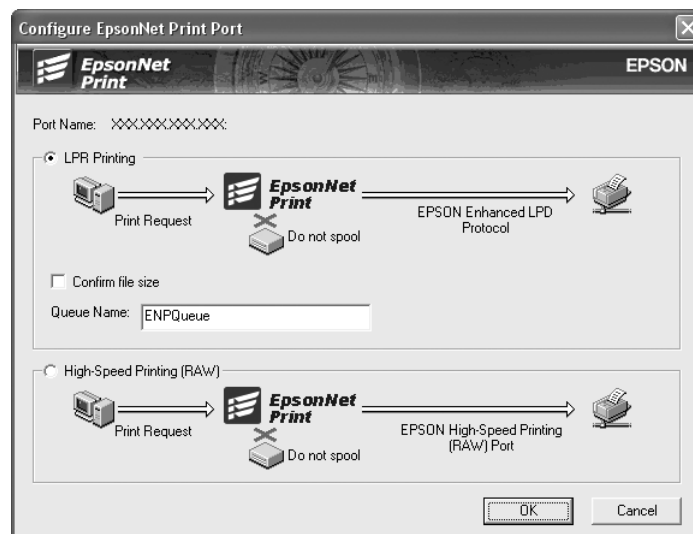 Configure EpsonNet Print Port
EpsonNet
Print
EPSON
Port Name: XXX.XXX.XXX.XXX:
LPR Printing
EpsonNet
Print
Print Request
EPSON Enhanced LPD
Protocol
Do not spool
Confirm file size
Queue Name: ENPQueue
High-Speed Printing (RAW)
EpsonNet
Print
Print Request
EPSON High-Speed Printing
(RAW) Port
Do not spool
OK
Cancel